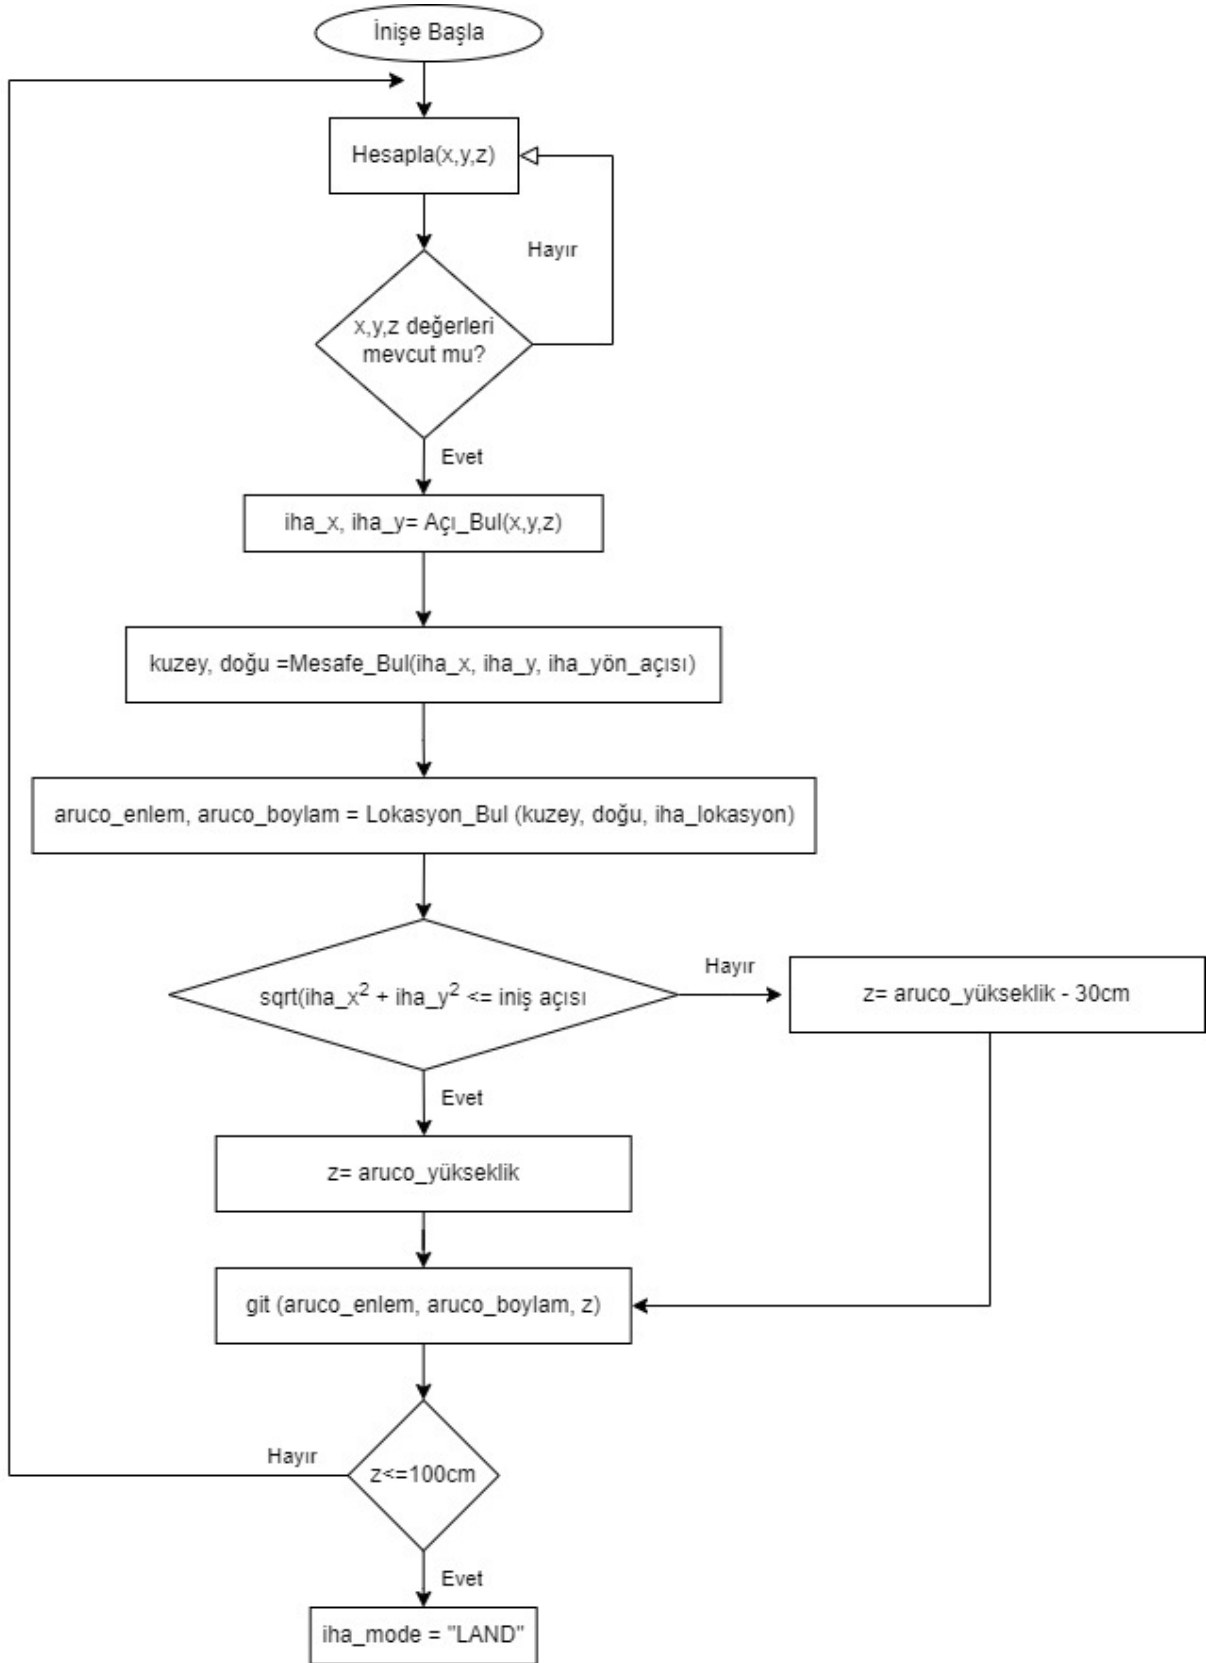 İnişe Başla
Hesapla(x,y,z)
Hayır
x,y,z değerleri
mevcut mu?
Evet
iha_x, iha_y= Açı_Bul(x,y,z)
kuzey, doğu =Mesafe_Bul(iha_x, iha_y, iha_yön_açısı)
aruco_enlem, aruco_boylam = Lokasyon_Bul (kuzey, doğu, iha_lokasyon)
sqrt(iha_x² + iha_y² <= iniş açısı
Hayır
z= aruco_yükseklik - 30cm
Evet
z= aruco_yükseklik
git (aruco_enlem, aruco_boylam, z)
Hayır
z<=100cm
Evet
iha_mode = "LAND"